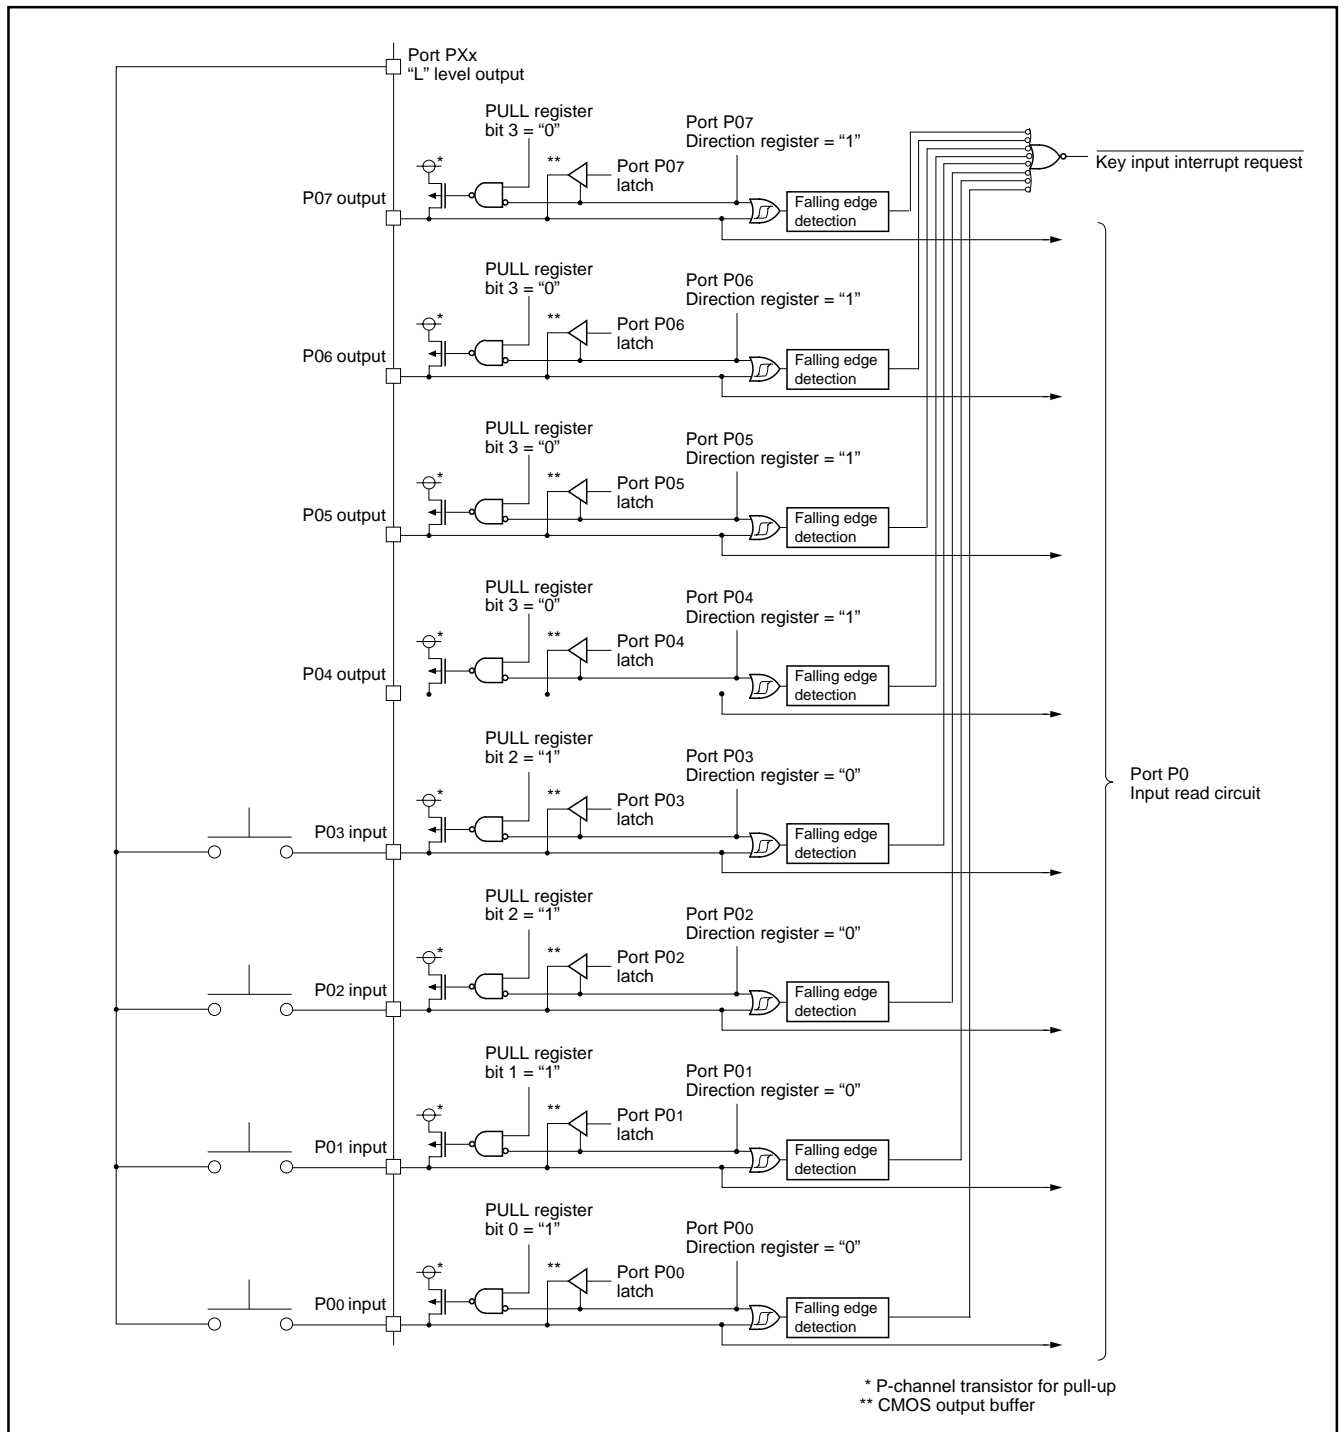 Port PXx
“L” level output
PULL register
bit 3 = “0”
Port P07
Direction register = “1”
**
Port P07
latch
*
P07 output
Falling edge
detection
Key input interrupt request
PULL register
bit 3 = “0”
Port P06
Direction register = “1”
**
Port P06
latch
*
P06 output
Falling edge
detection
PULL register
bit 3 = “0”
Port P05
Direction register = “1”
**
Port P05
latch
*
P05 output
Falling edge
detection
PULL register
bit 3 = “0”
Port P04
Direction register = “1”
**
Port P04
latch
*
P04 output
Falling edge
detection
PULL register
bit 2 = “1”
Port P03
Direction register = “0”
**
Port P03
latch
*
P03 input
Falling edge
detection
Port P0
Input read circuit
PULL register
bit 2 = “1”
Port P02
Direction register = “0”
**
Port P02
latch
*
P02 input
Falling edge
detection
PULL register
bit 1 = “1”
Port P01
Direction register = “0”
**
Port P01
latch
*
P01 input
Falling edge
detection
PULL register
bit 0 = “1”
Port P00
Direction register = “0”
**
Port P00
latch
*
P00 input
Falling edge
detection
* P-channel transistor for pull-up
** CMOS output buffer